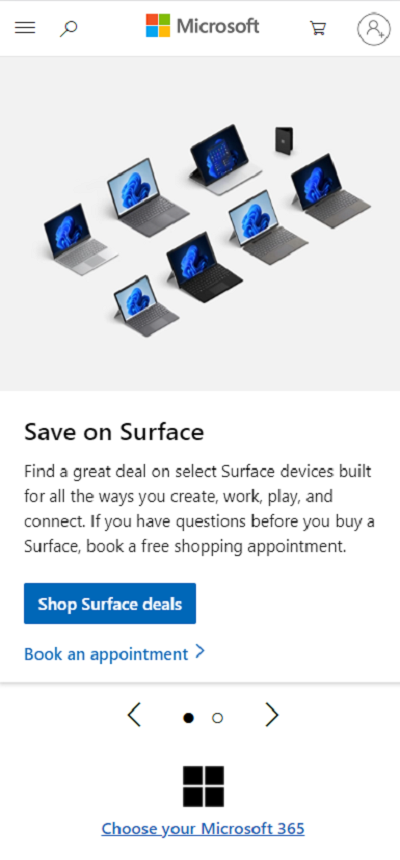 Microsoft
Save on Surface
Find a great deal on select Surface devices built
for all the ways you create, work, play, and
connect. If you have questions before you buy a
Surface, book a free shopping appointment.
Shop Surface deals
Book an appointment
Choose your Microsoft 365